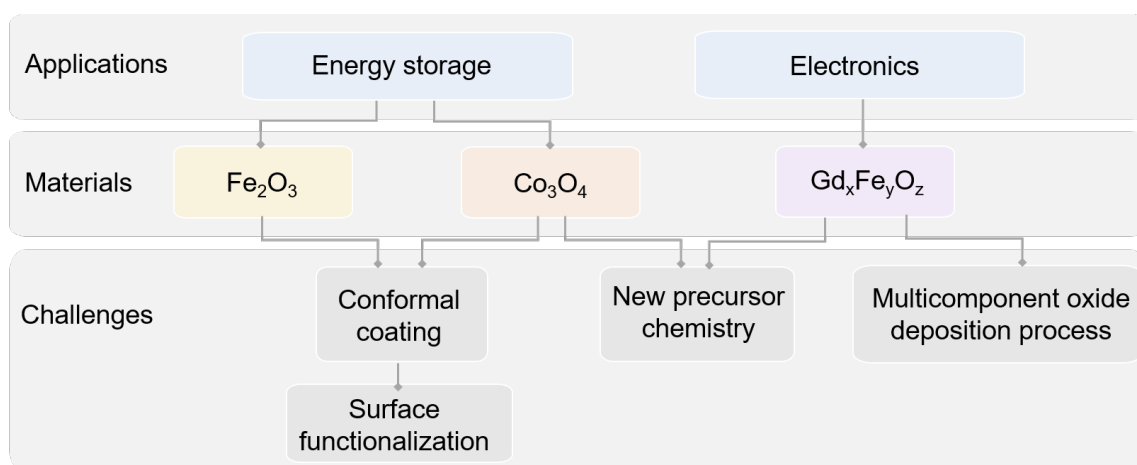 Applications
Energy storage
Electronics
Materials
Fe₂O₃
Co₃O₄
GdₓFeᵧO_z
Challenges
Conformal
coating
New precursor
chemistry
Multicomponent oxide
deposition process
Surface
functionalization